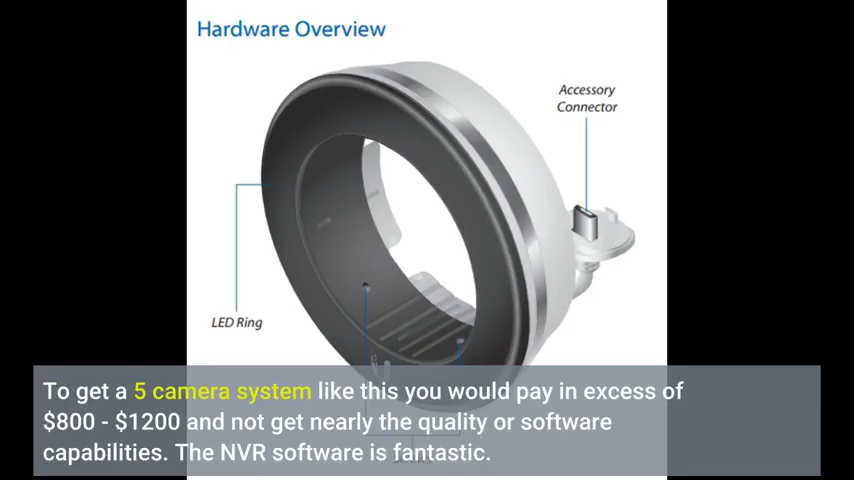 Hardware Overview
Accessory
Connector
LED Ring
To get a 5 camera system like this you would pay in excess of
$800 - $1200 and not get nearly the quality or software
capabilities. The NVR software is fantastic.